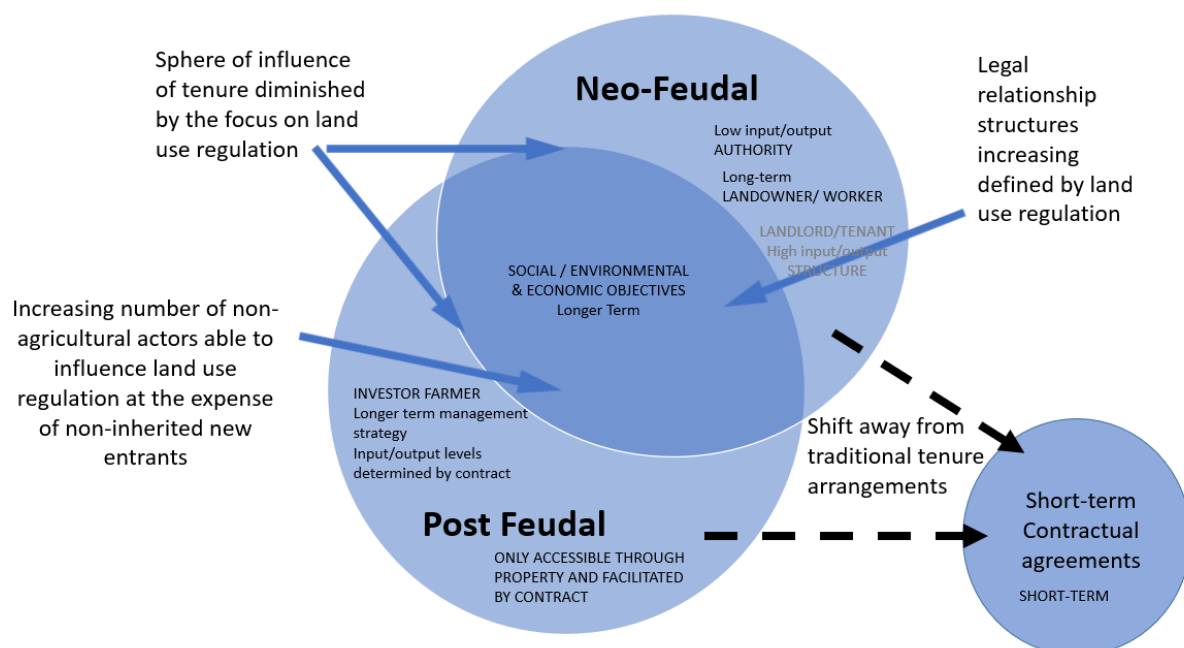 Sphere of influence
of tenure diminished
by the focus on land
use regulation
Neo-Feudal
Low input/output
AUTHORITY
Long-term
LANDOWNER/ WORKER
LANDLORD/TENANT
High input/output
STRUCTURE
Legal
relationship
structures
increasing
defined by land
use regulation
SOCIAL / ENVIRONMENTAL
& ECONOMIC OBJECTIVES
Longer Term
Increasing number of non-
agricultural actors able to
influence land use
regulation at the expense
of non-inherited new
entrants
INVESTOR FARMER
Longer term management
strategy
Input/output levels
determined by contract
Post Feudal
ONLY ACCESSIBLE THROUGH
PROPERTY AND FACILITATED
BY CONTRACT
Shift away from
traditional tenure
arrangements
Short-term
Contractual
agreements
SHORT-TERM